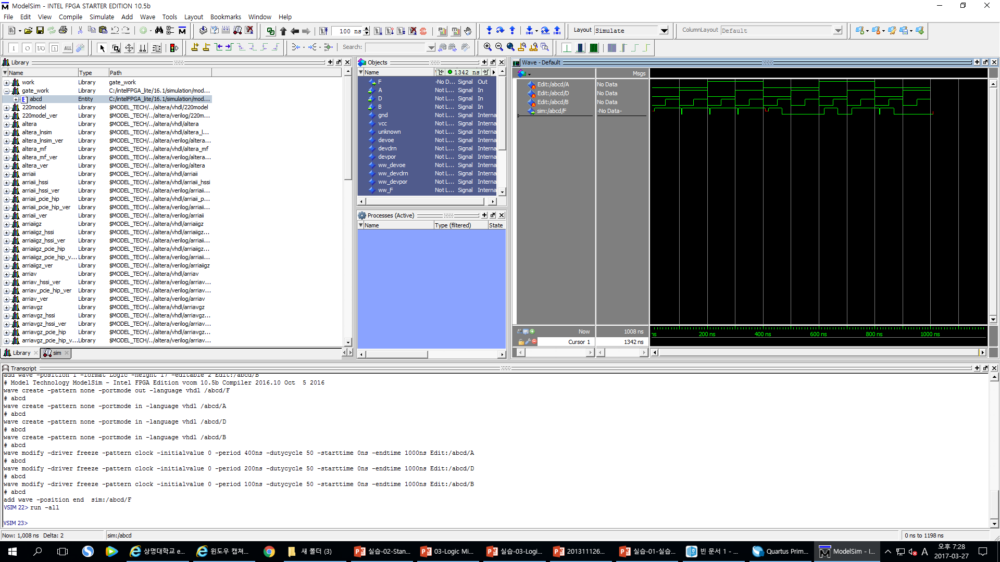 ModelSim - INTEL FPGA STARTER EDITION 10.5b
File Edit View Compile Simulate Add Wave Tools Layout Bookmarks Window Help
100 ns
Layout Simulate
ColumnLayout Default
ALL
Search:
Library
Name Type Path
work Library gate_work
gate_work Library C:/intelFPGA_lite/16.1/simulation/mod...
abcd Entity C:/intelFPGA_lite/16.1/simulation/mod...
220model Library $MODEL_TECH/../altera/vhdl/220model
220model_ver Library $MODEL_TECH/../altera/verilog/220m...
altera Library $MODEL_TECH/../altera/vhdl/altera
altera_lnsim Library $MODEL_TECH/../altera/vhdl/altera_l...
altera_lnsim_ver Library $MODEL_TECH/../altera/verilog/altera...
altera_mf Library $MODEL_TECH/../altera/vhdl/altera_mf
altera_mf_ver Library $MODEL_TECH/../altera/verilog/altera...
altera_ver Library $MODEL_TECH/../altera/verilog/altera
arriaii Library $MODEL_TECH/../altera/vhdl/arriaii
arriaii_hssi Library $MODEL_TECH/../altera/vhdl/arriaii_hssi
arriaii_hssi_ver Library $MODEL_TECH/../altera/verilog/arriaii...
arriaii_pcie_hip Library $MODEL_TECH/../altera/vhdl/arriaii_p...
arriaii_pcie_hip_ver Library $MODEL_TECH/../altera/verilog/arriaii...
arriaii_ver Library $MODEL_TECH/../altera/verilog/arriaii
arriaiigz Library $MODEL_TECH/../altera/vhdl/arriaiigz
arriaiigz_hssi Library $MODEL_TECH/../altera/vhdl/arriaiigz...
arriaiigz_hssi_ver Library $MODEL_TECH/../altera/verilog/arriaii...
arriaiigz_pcie_hip Library $MODEL_TECH/../altera/vhdl/arriaiigz...
arriaiigz_pcie_hip_v... Library $MODEL_TECH/../altera/verilog/arriaii...
arriaiigz_ver Library $MODEL_TECH/../altera/verilog/arriaiigz
arriav Library $MODEL_TECH/../altera/vhdl/arriav
arriav_hssi_ver Library $MODEL_TECH/../altera/verilog/arriav...
arriav_pcie_hip_ver Library $MODEL_TECH/../altera/verilog/arriav...
arriav_ver Library $MODEL_TECH/../altera/verilog/arriav
arriavgz Library $MODEL_TECH/../altera/vhdl/arriavgz
arriavgz_hssi Library $MODEL_TECH/../altera/vhdl/arriavgz...
arriavgz_hssi_ver Library $MODEL_TECH/../altera/verilog/arriav...
arriavgz_pcie_hip Library $MODEL_TECH/../altera/vhdl/arriavgz...
arriavgz_pcie_hip_v... Library $MODEL_TECH/../altera/verilog/arriav...
Library sim
Objects
Name 1342 ns
F -No D... Signal Out
A Not L... Signal In
D Not L... Signal In
B Not L... Signal In
gnd Not L... Signal Interna
vcc Not L... Signal Interna
unknown Not L... Signal Interna
devoe Not L... Signal Interna
devclrn Not L... Signal Interna
devpor Not L... Signal Interna
ww_devoe Not L... Signal Interna
ww_devclrn Not L... Signal Interna
ww_devpor Not L... Signal Interna
ww_F Not L... Signal Interna
Processes (Active)
Name Type (filtered) State
Wave - Default
Msgs
Edit:/abcd/A No Data
Edit:/abcd/D No Data
Edit:/abcd/B No Data
sim:/abcd/F -No Data-
Now 1008 ns
ns 200 ns 400 ns 600 ns 800 ns 1000 ns
Cursor 1 1342 ns
Transcript
add wave -position 1 -format Logic -height 17 -editable 2 Edit:/abcd/B
# Model Technology ModelSim - Intel FPGA Edition vcom 10.5b Compiler 2016.10 Oct  5 2016
wave create -pattern none -portmode out -language vhdl /abcd/F
# abcd
wave create -pattern none -portmode in -language vhdl /abcd/A
# abcd
wave create -pattern none -portmode in -language vhdl /abcd/D
# abcd
wave create -pattern none -portmode in -language vhdl /abcd/B
# abcd
wave modify -driver freeze -pattern clock -initialvalue 0 -period 400ns -dutycycle 50 -starttime 0ns -endtime 1000ns Edit:/abcd/A
# abcd
wave modify -driver freeze -pattern clock -initialvalue 0 -period 200ns -dutycycle 50 -starttime 0ns -endtime 1000ns Edit:/abcd/D
# abcd
wave modify -driver freeze -pattern clock -initialvalue 0 -period 100ns -dutycycle 50 -starttime 0ns -endtime 1000ns Edit:/abcd/B
# abcd
add wave -position end  sim:/abcd/F
VSIM 22> run -all
VSIM 23>
Now: 1,008 ns Delta: 2 sim:/abcd 0 ns to 1198 ns
상명대학교 e... 윈도우 캡쳐... 새 폴더 (3) 실습-02-Stan... 03-Logic Mi... 실습-03-Logi... 201311126... 실습-01-실습... 빈 문서 1 - ... Quartus Prim... ModelSim - I... A 오후 7:28
2017-03-27